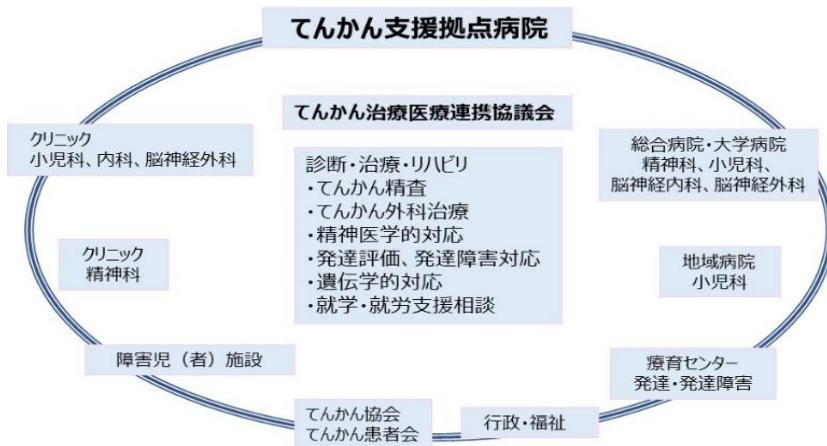 てんかん支援拠点病院
てんかん治療医療連携協議会
クリニック
小児科、内科、脳神経外科
総合病院・大学病院
精神科、小児科、
脳神経内科、脳神経外科
診断・治療・リハビリ
・てんかん精査
・てんかん外科治療
・精神医学的対応
・発達評価、発達障害対応
・遺伝学的対応
・就学・就労支援相談
クリニック
精神科
地域病院
小児科
障害児（者）施設
療育センター
発達・発達障害
てんかん協会
てんかん患者会
行政・福祉